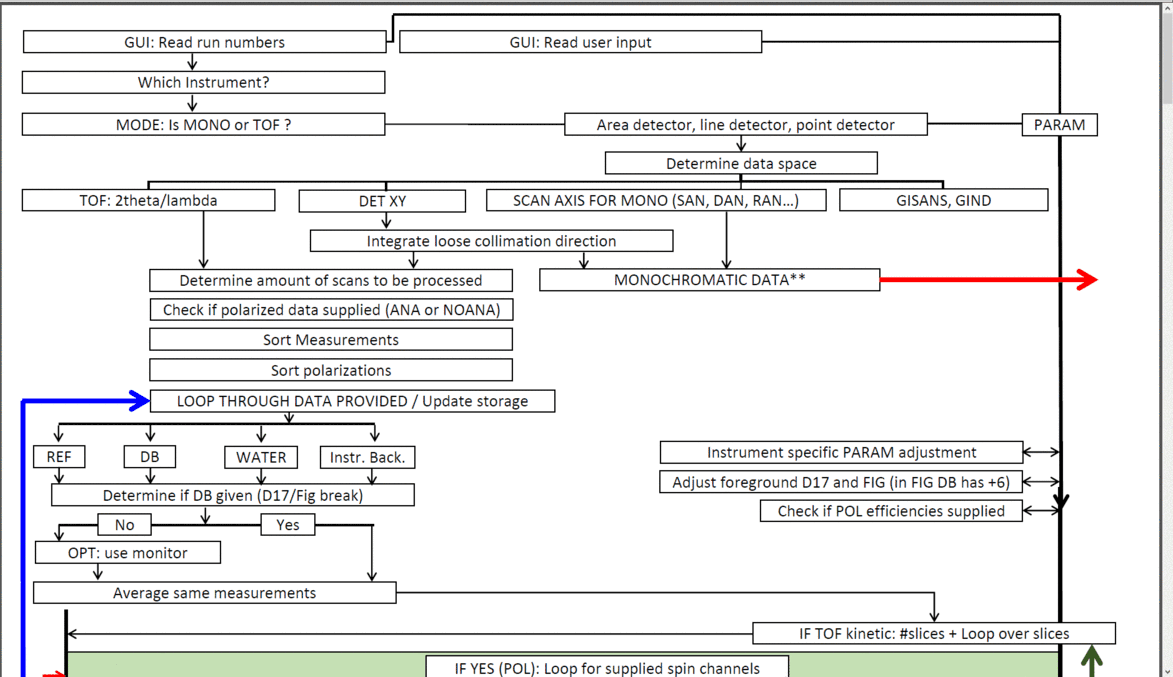 GUI: Read run numbers
GUI: Read user input
Which Instrument?
MODE: Is MONO or TOF ?
Area detector, line detector, point detector
PARAM
Determine data space
TOF: 2theta/lambda
DET XY
SCAN AXIS FOR MONO (SAN, DAN, RAN...)
GISANS, GIND
Integrate loose collimation direction
Determine amount of scans to be processed
MONOCHROMATIC DATA**
Check if polarized data supplied (ANA or NOANA)
Sort Measurements
Sort polarizations
LOOP THROUGH DATA PROVIDED / Update storage
REF
DB
WATER
Instr. Back.
Instrument specific PARAM adjustment
Adjust foreground D17 and FIG (in FIG DB has +6)
Determine if DB given (D17/Fig break)
Check if POL efficiencies supplied
No
Yes
OPT: use monitor
Average same measurements
IF TOF kinetic: #slices + Loop over slices
IF YES (POL): Loop for supplied spin channels